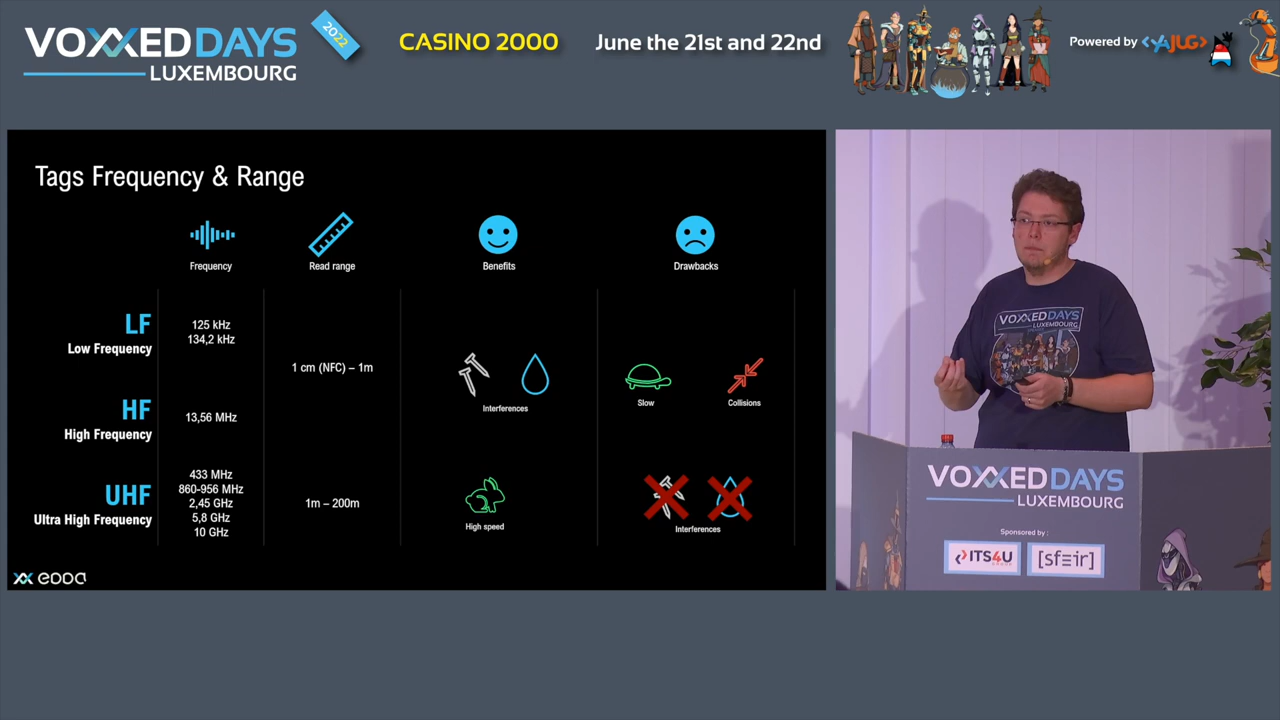 VOXXED DAYS
LUXEMBOURG
2022
CASINO 2000
June the 21st and 22nd
Powered by <YAJUG>
Tags Frequency & Range
Frequency
Read range
Benefits
Drawbacks
LF
Low Frequency
125 kHz
134,2 kHz
1 cm (NFC) – 1m
Interferences
Slow
Collisions
HF
High Frequency
13,56 MHz
UHF
Ultra High Frequency
433 MHz
860-956 MHz
2,45 GHz
5,8 GHz
10 GHz
1m – 200m
High speed
Interferences
edda
VOXXED DAYS
LUXEMBOURG
VOXXED DAYS
LUXEMBOURG
Sponsored by :
ITS4U
[sfeir]